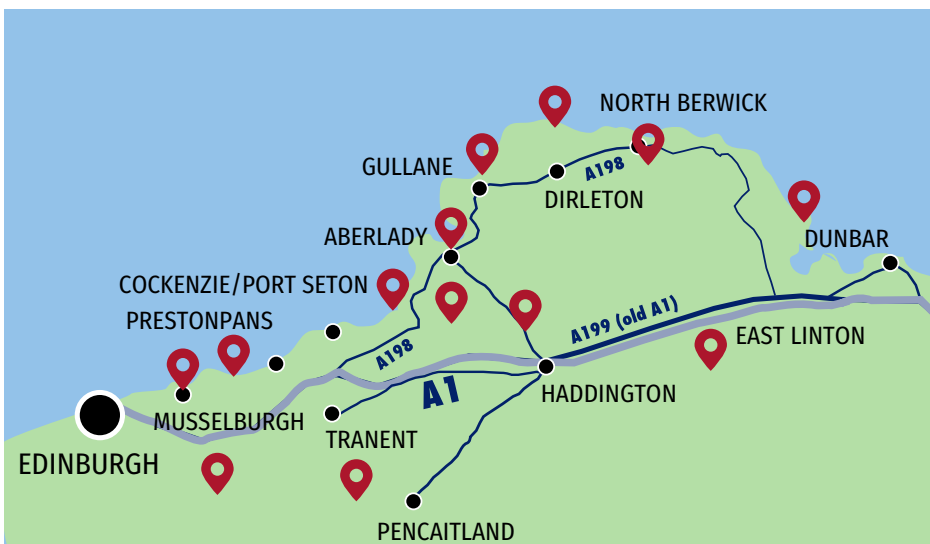 NORTH BERWICK
GULLANE
A198
DIRLETON
ABERLADY
DUNBAR
COCKENZIE/PORT SETON
PRESTONPANS
A199 (old A1)
EAST LINTON
A198
A1
HADDINGTON
MUSSELBURGH
TRANENT
EDINBURGH
PENCAITLAND